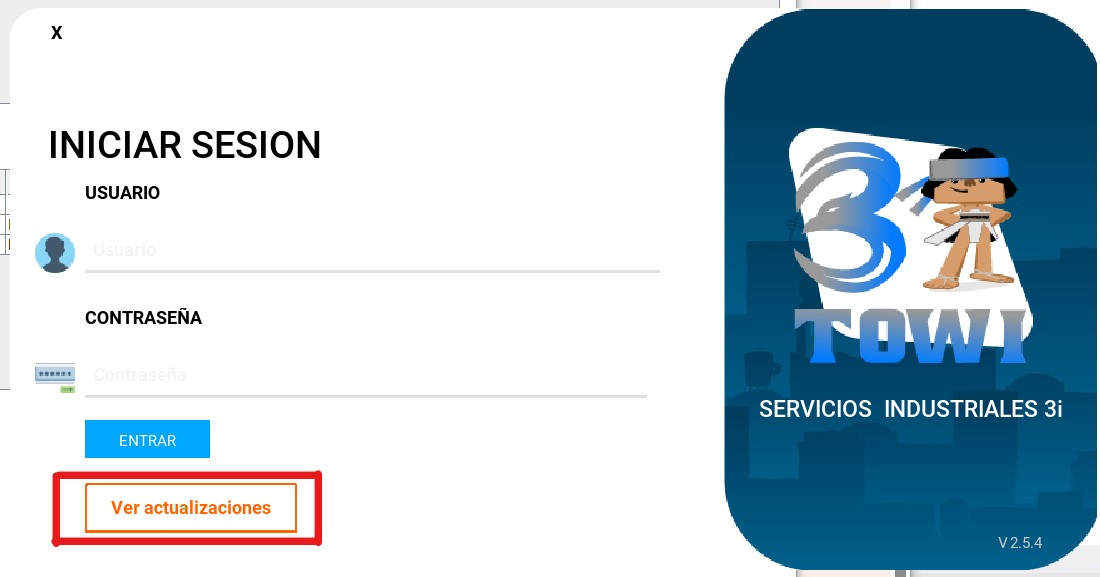 X
INICIAR SESION
USUARIO
Usuario
CONTRASEÑA
Contraseña
ENTRAR
Ver actualizaciones
3i
TOWI
SERVICIOS INDUSTRIALES 3i
V 2.5.4